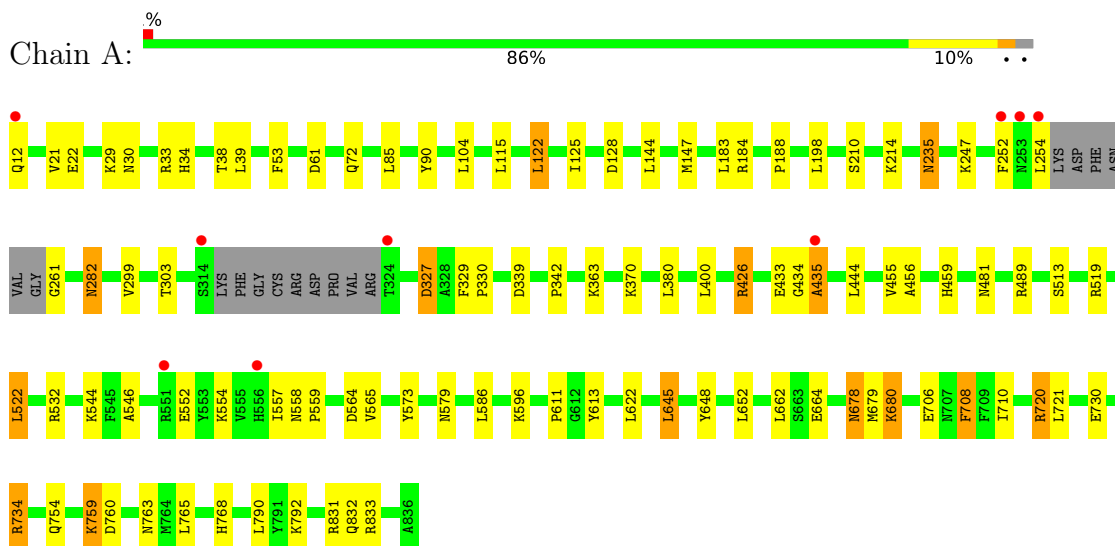 .%
Chain A:
86% 10% • •
Q12 V21 E22 K29 N30 R33 H34 T38 L39 F53 D61 Q72 L85 Y90 L104 L115 L122 I125 D128 L144 M147 L183 R184 P188 L198 S210 K214 N235 K247 F252 N253 L254 LYS ASP PHE ASN
VAL GLY G261 N282 V299 T303 S314 LYS PHE GLY CYS ARG ASP PRO VAL ARG T324 D327 A328 F329 P330 D339 P342 K363 K370 L380 L400 R426 E433 G434 A435 L444 V455 A456 H459 N481 R489 S513 R519
L522 R532 K544 F545 A546 R551 E552 Y553 K554 V555 H556 I557 N558 P559 D564 V565 Y573 N579 L586 K596 P611 G612 Y613 L622 L645 Y648 L652 L662 S663 E664 N678 M679 K680 E706 N707 F708 F709 I710 R720 L721 E730
R734 Q754 K759 D760 N763 M764 L765 H768 L790 Y791 K792 R831 Q832 R833 A836